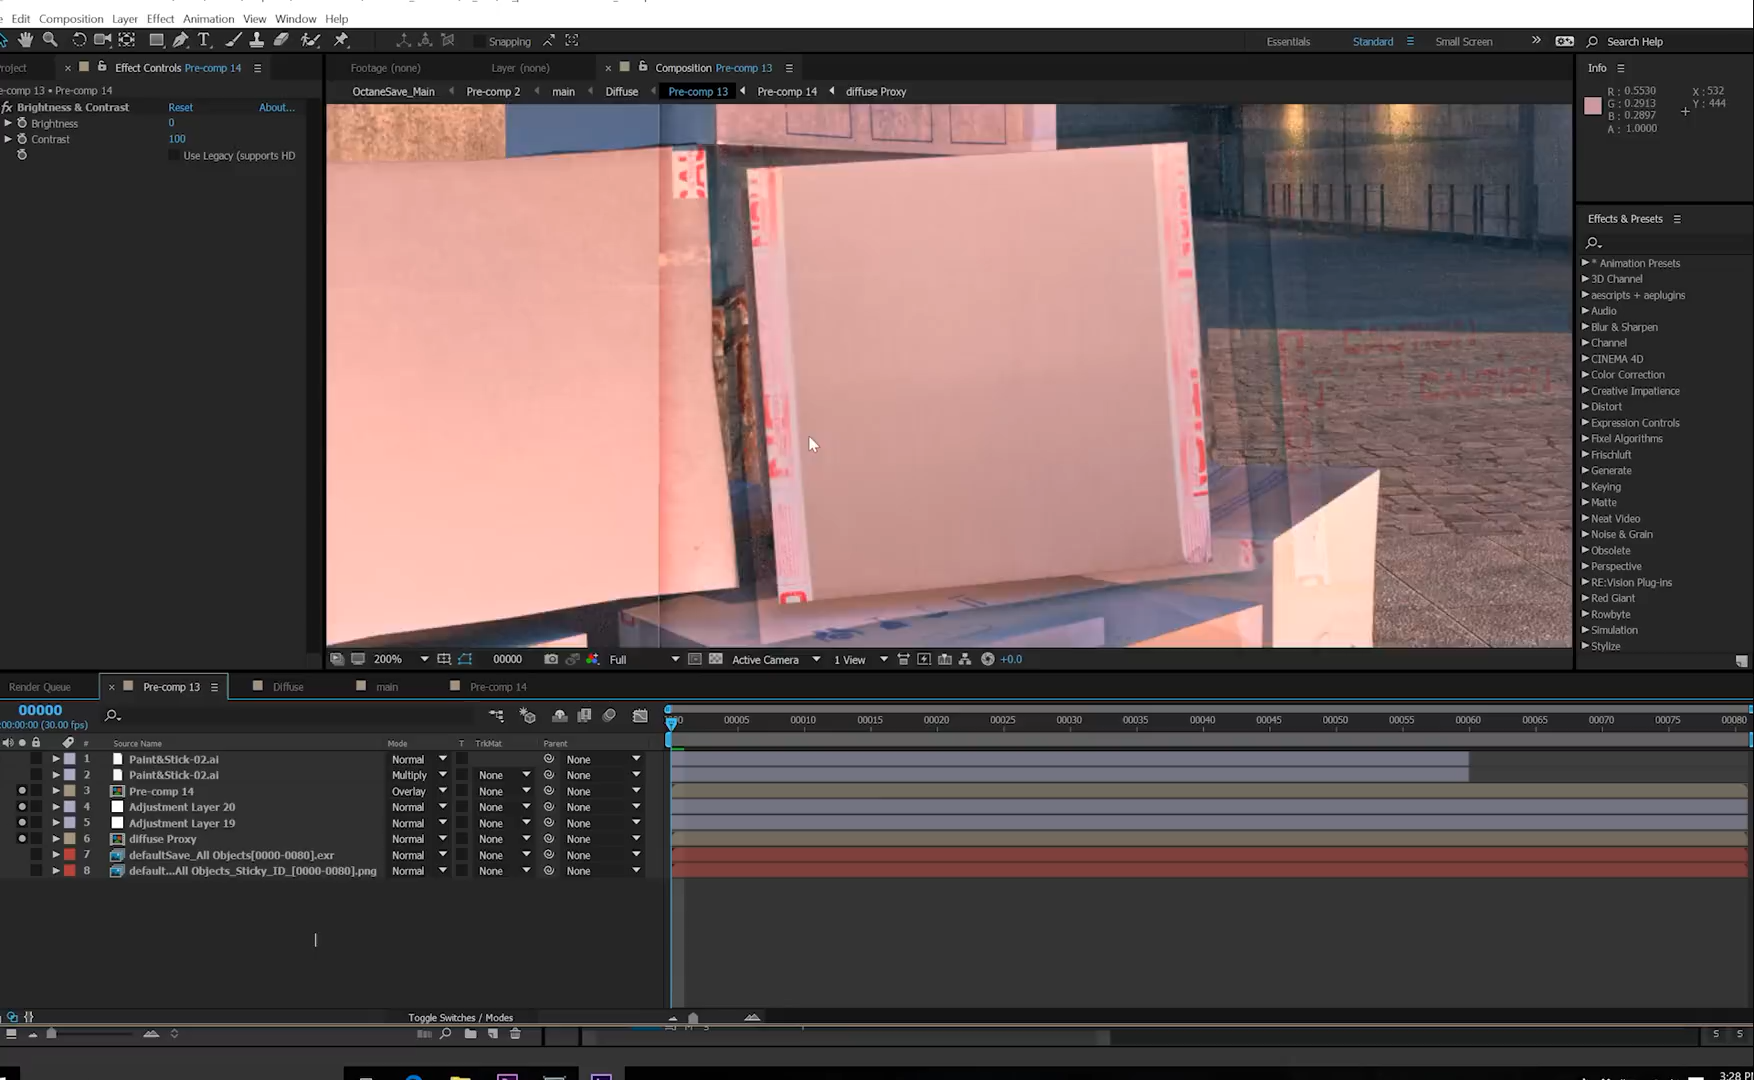 Edit Composition Layer Effect Animation View Window Help
Snapping
Essentials Standard Small Screen Search Help
Effect Controls Pre-comp 14
Footage (none) Layer (none) Composition Pre-comp 13
Info
OctaneSave_Main Pre-comp 2 main Diffuse Pre-comp 13 Pre-comp 14 diffuse Proxy
R : 0.5530 X : 532
G : 0.2913 Y : 444
B : 0.2897
A : 1.0000
Brightness & Contrast Reset About...
Brightness 0
Contrast 100
Use Legacy (supports HD
Effects & Presets
* Animation Presets
3D Channel
aescripts + aeplugins
Audio
Blur & Sharpen
Channel
CINEMA 4D
Color Correction
Creative Impatience
Distort
Expression Controls
Fixel Algorithms
Frischluft
Generate
Keying
Matte
Neat Video
Noise & Grain
Obsolete
Perspective
RE:Vision Plug-ins
Red Giant
Rowbyte
Simulation
Stylize
CAUTION
CAUTION
200% 00000 Full Active Camera 1 View +0.0
Render Queue Pre-comp 13 Diffuse main Pre-comp 14
00000
(30.00 fps)
00005 00010 00015 00020 00025 00030 00035 00040 00045 00050 00055 00060 00065 00070 00075 00080
# Source Name Mode T TrkMat Parent
1 Paint&Stick-02.ai Normal None
2 Paint&Stick-02.ai Multiply None None
3 Pre-comp 14 Overlay None None
4 Adjustment Layer 20 Normal None None
5 Adjustment Layer 19 Normal None None
6 diffuse Proxy Normal None None
7 defaultSave_All Objects[0000-0080].exr Normal None None
8 default...All Objects_Sticky_ID_[0000-0080].png Normal None None
Toggle Switches / Modes